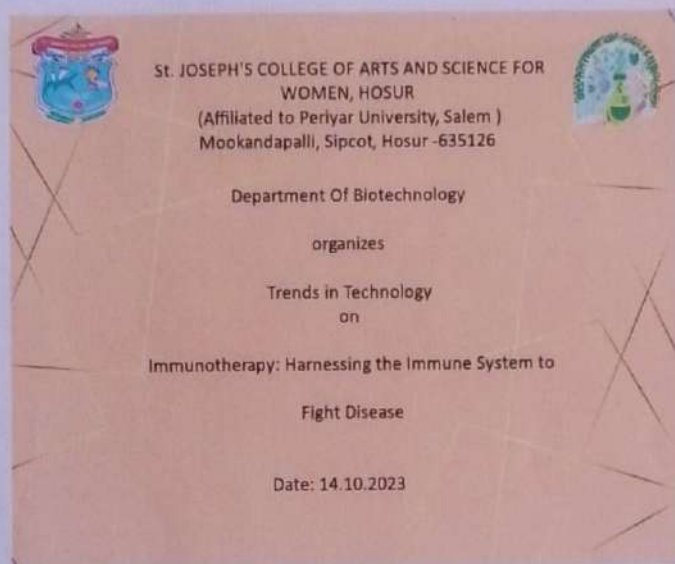 St. JOSEPH'S COLLEGE OF ARTS AND SCIENCE FOR
WOMEN, HOSUR
(Affiliated to Periyar University, Salem )
Mookandapalli, Sipcot, Hosur -635126
Department Of Biotechnology
organizes
Trends in Technology
on
Immunotherapy: Harnessing the Immune System to
Fight Disease
Date: 14.10.2023